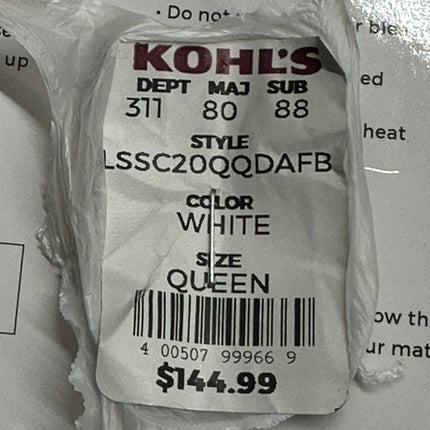 • Do not
up
KOHL'S
DEPT MAJ SUB
311 80 88
STYLE
LSSC20QQDAFB
COLOR
WHITE
SIZE
QUEEN
4 00507 99966 9
$144.99
ed
heat
ow th
ur mat